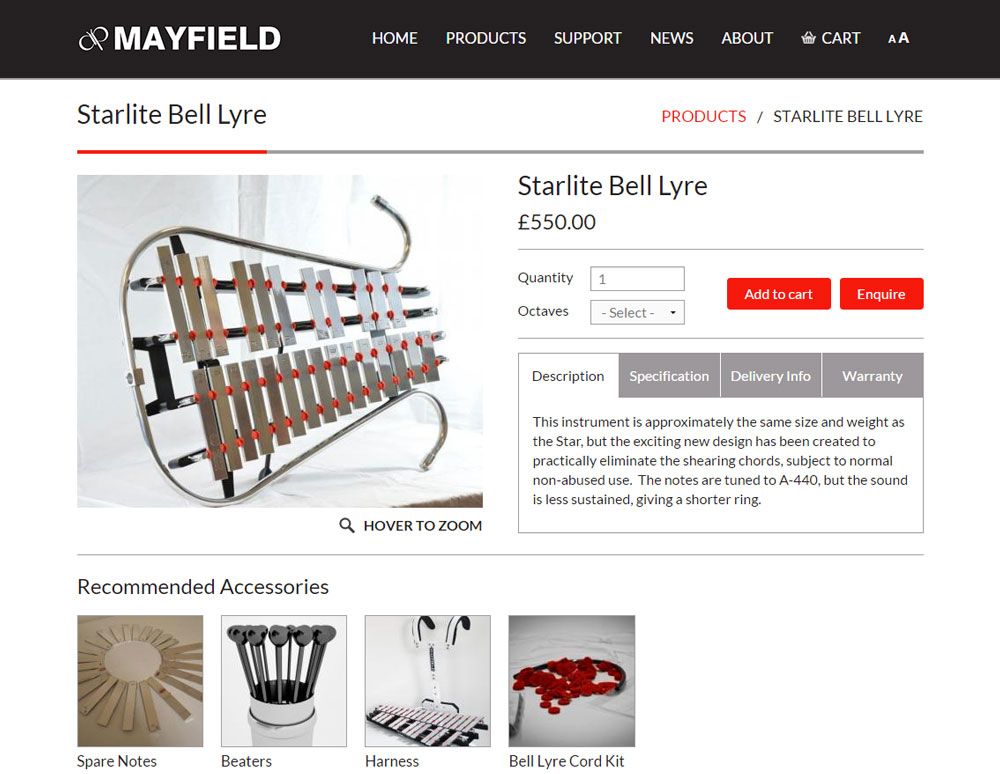 MAYFIELD
HOME PRODUCTS SUPPORT NEWS ABOUT CART A A
Starlite Bell Lyre
PRODUCTS / STARLITE BELL LYRE
Starlite Bell Lyre
£550.00
Quantity 1
Octaves - Select -
Add to cart Enquire
Description Specification Delivery Info Warranty
This instrument is approximately the same size and weight as
the Star, but the exciting new design has been created to
practically eliminate the shearing chords, subject to normal
non-abused use. The notes are tuned to A-440, but the sound
is less sustained, giving a shorter ring.
HOVER TO ZOOM
Recommended Accessories
Spare Notes
Beaters
Harness
Bell Lyre Cord Kit